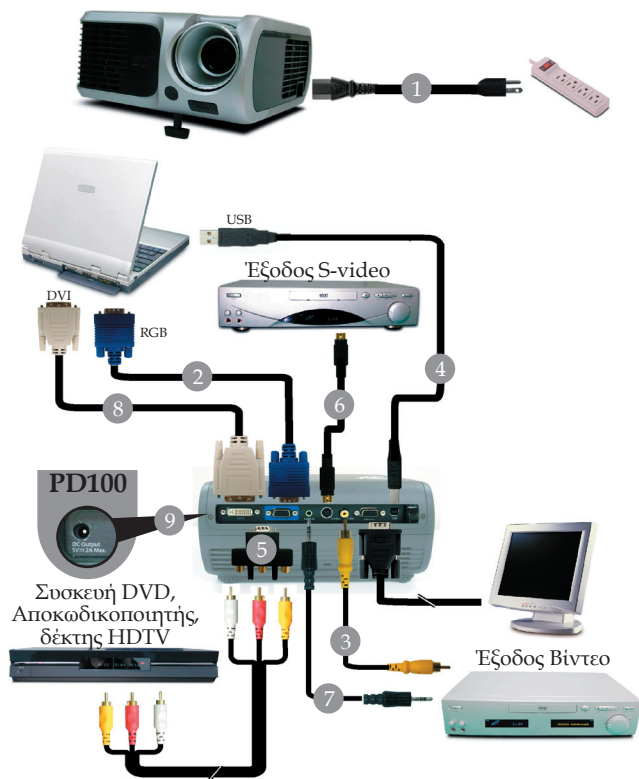 1
USB
Έξοδος S-video
DVI
RGB
2
4
6
8
PD100
DC Output
5V⎓2A Max.
9
5
Συσκευή DVD,
Αποκωδικοποιητής,
δέκτης HDTV
3
Έξοδος Βίντεο
7